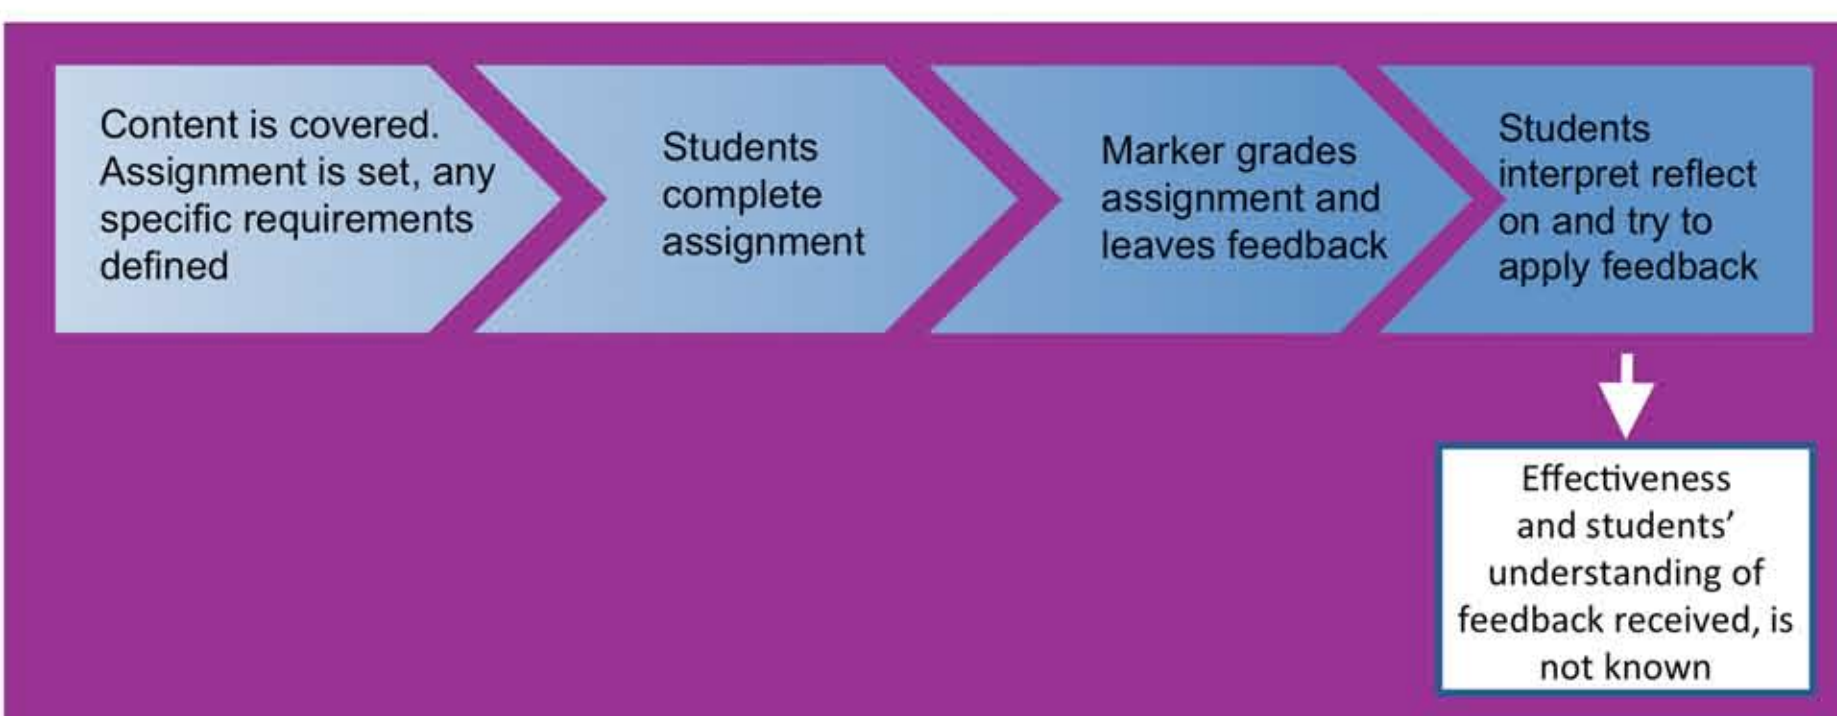 Content is covered.
Assignment is set, any
specific requirements
defined
Students
complete
assignment
Marker grades
assignment and
leaves feedback
Students
interpret reflect
on and try to
apply feedback
Effectiveness
and students’
understanding of
feedback received, is
not known